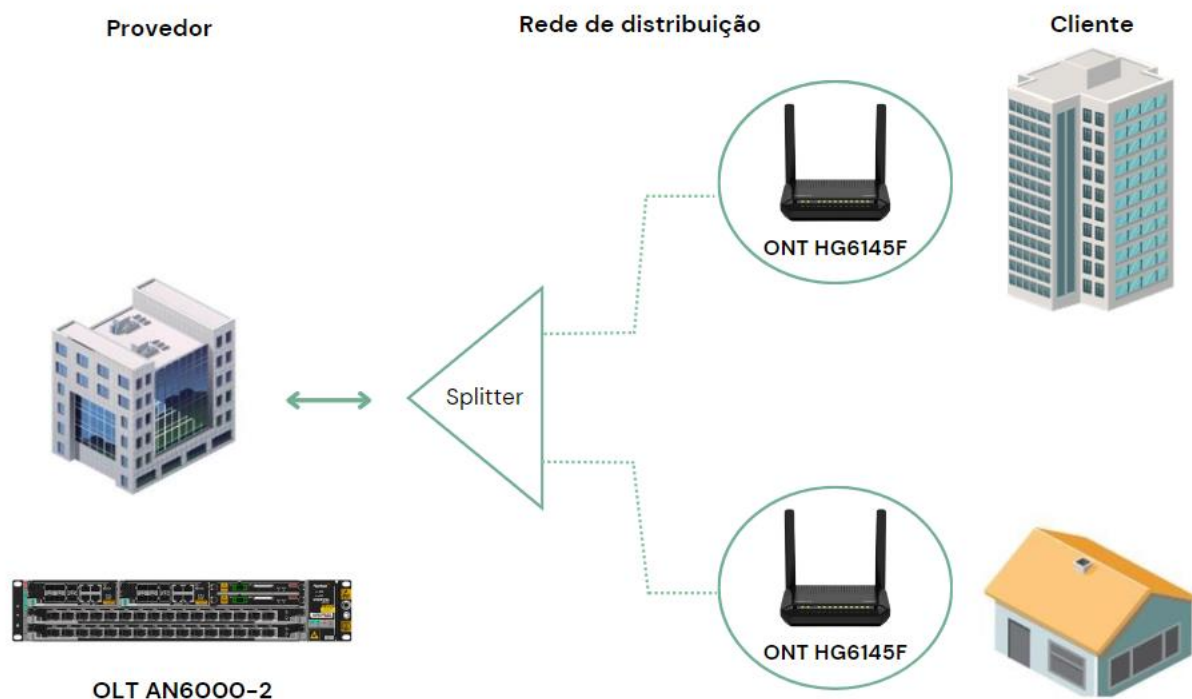 Provedor
Rede de distribuição
Cliente
ONT HG6145F
Splitter
ONT HG6145F
OLT AN6000-2